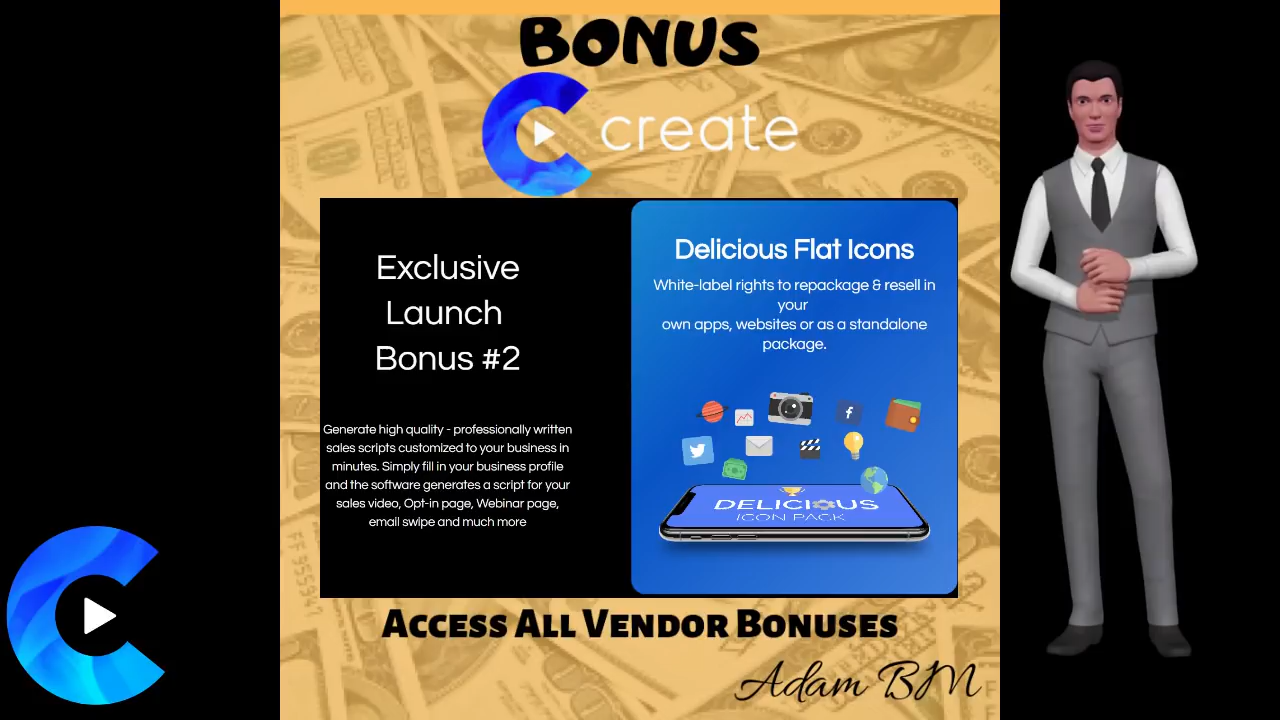 BONUS
create
Exclusive
Launch
Bonus #2
Generate high quality - professionally written
sales scripts customized to your business in
minutes. Simply fill in your business profile
and the software generates a script for your
sales video, Opt-in page, Webinar page,
email swipe and much more
Delicious Flat Icons
White-label rights to repackage & resell in
your
own apps, websites or as a standalone
package.
DELICIOUS
ICON PACK
Access All Vendor Bonuses
Adam BM